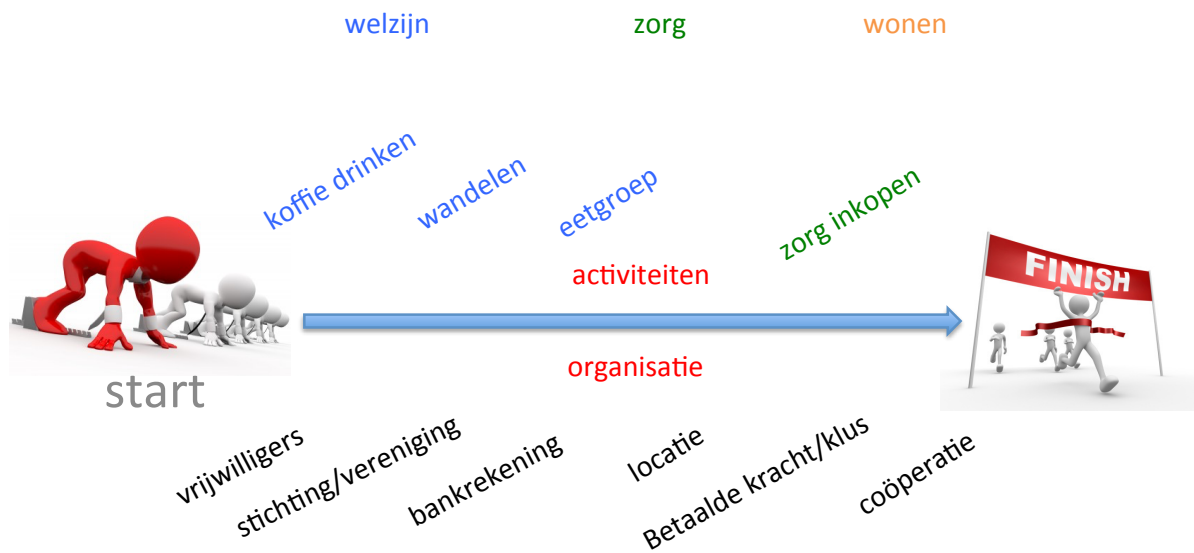 welzijn zorg wonen
koffie drinken
wandelen
eetgroep
zorg inkopen
activiteiten
FINISH
start
organisatie
vrijwilligers
stichting/vereniging
bankrekening
locatie
Betaalde kracht/klus
coöperatie